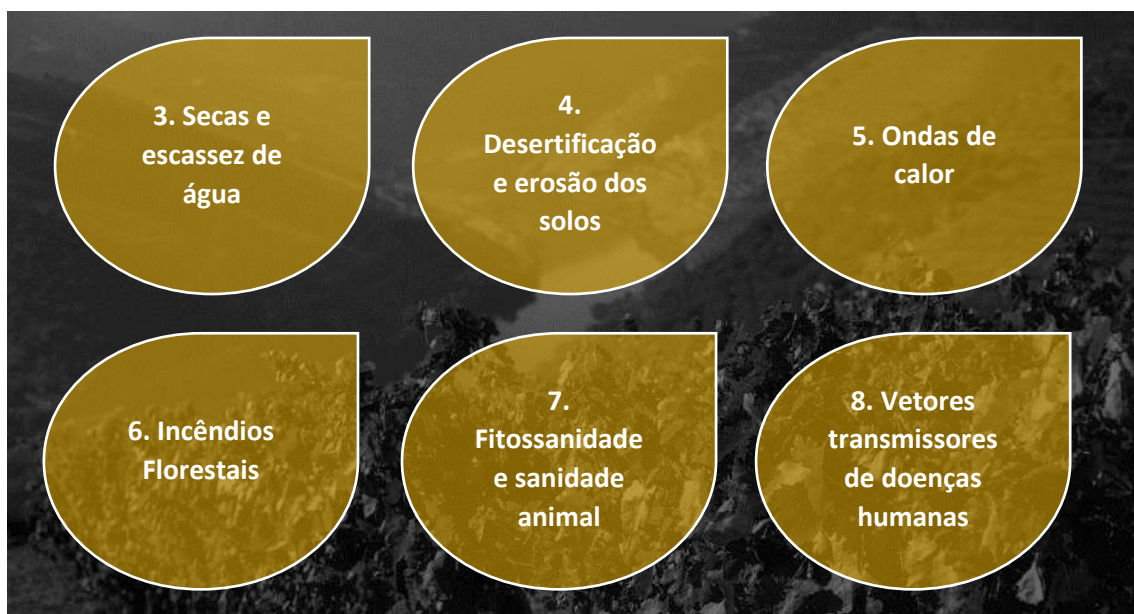 3. Secas e
escassez de
água
4.
Desertificação
e erosão dos
solos
5. Ondas de
calor
6. Incêndios
Florestais
7.
Fitossanidade
e sanidade
animal
8. Vetores
transmissores
de doenças
humanas